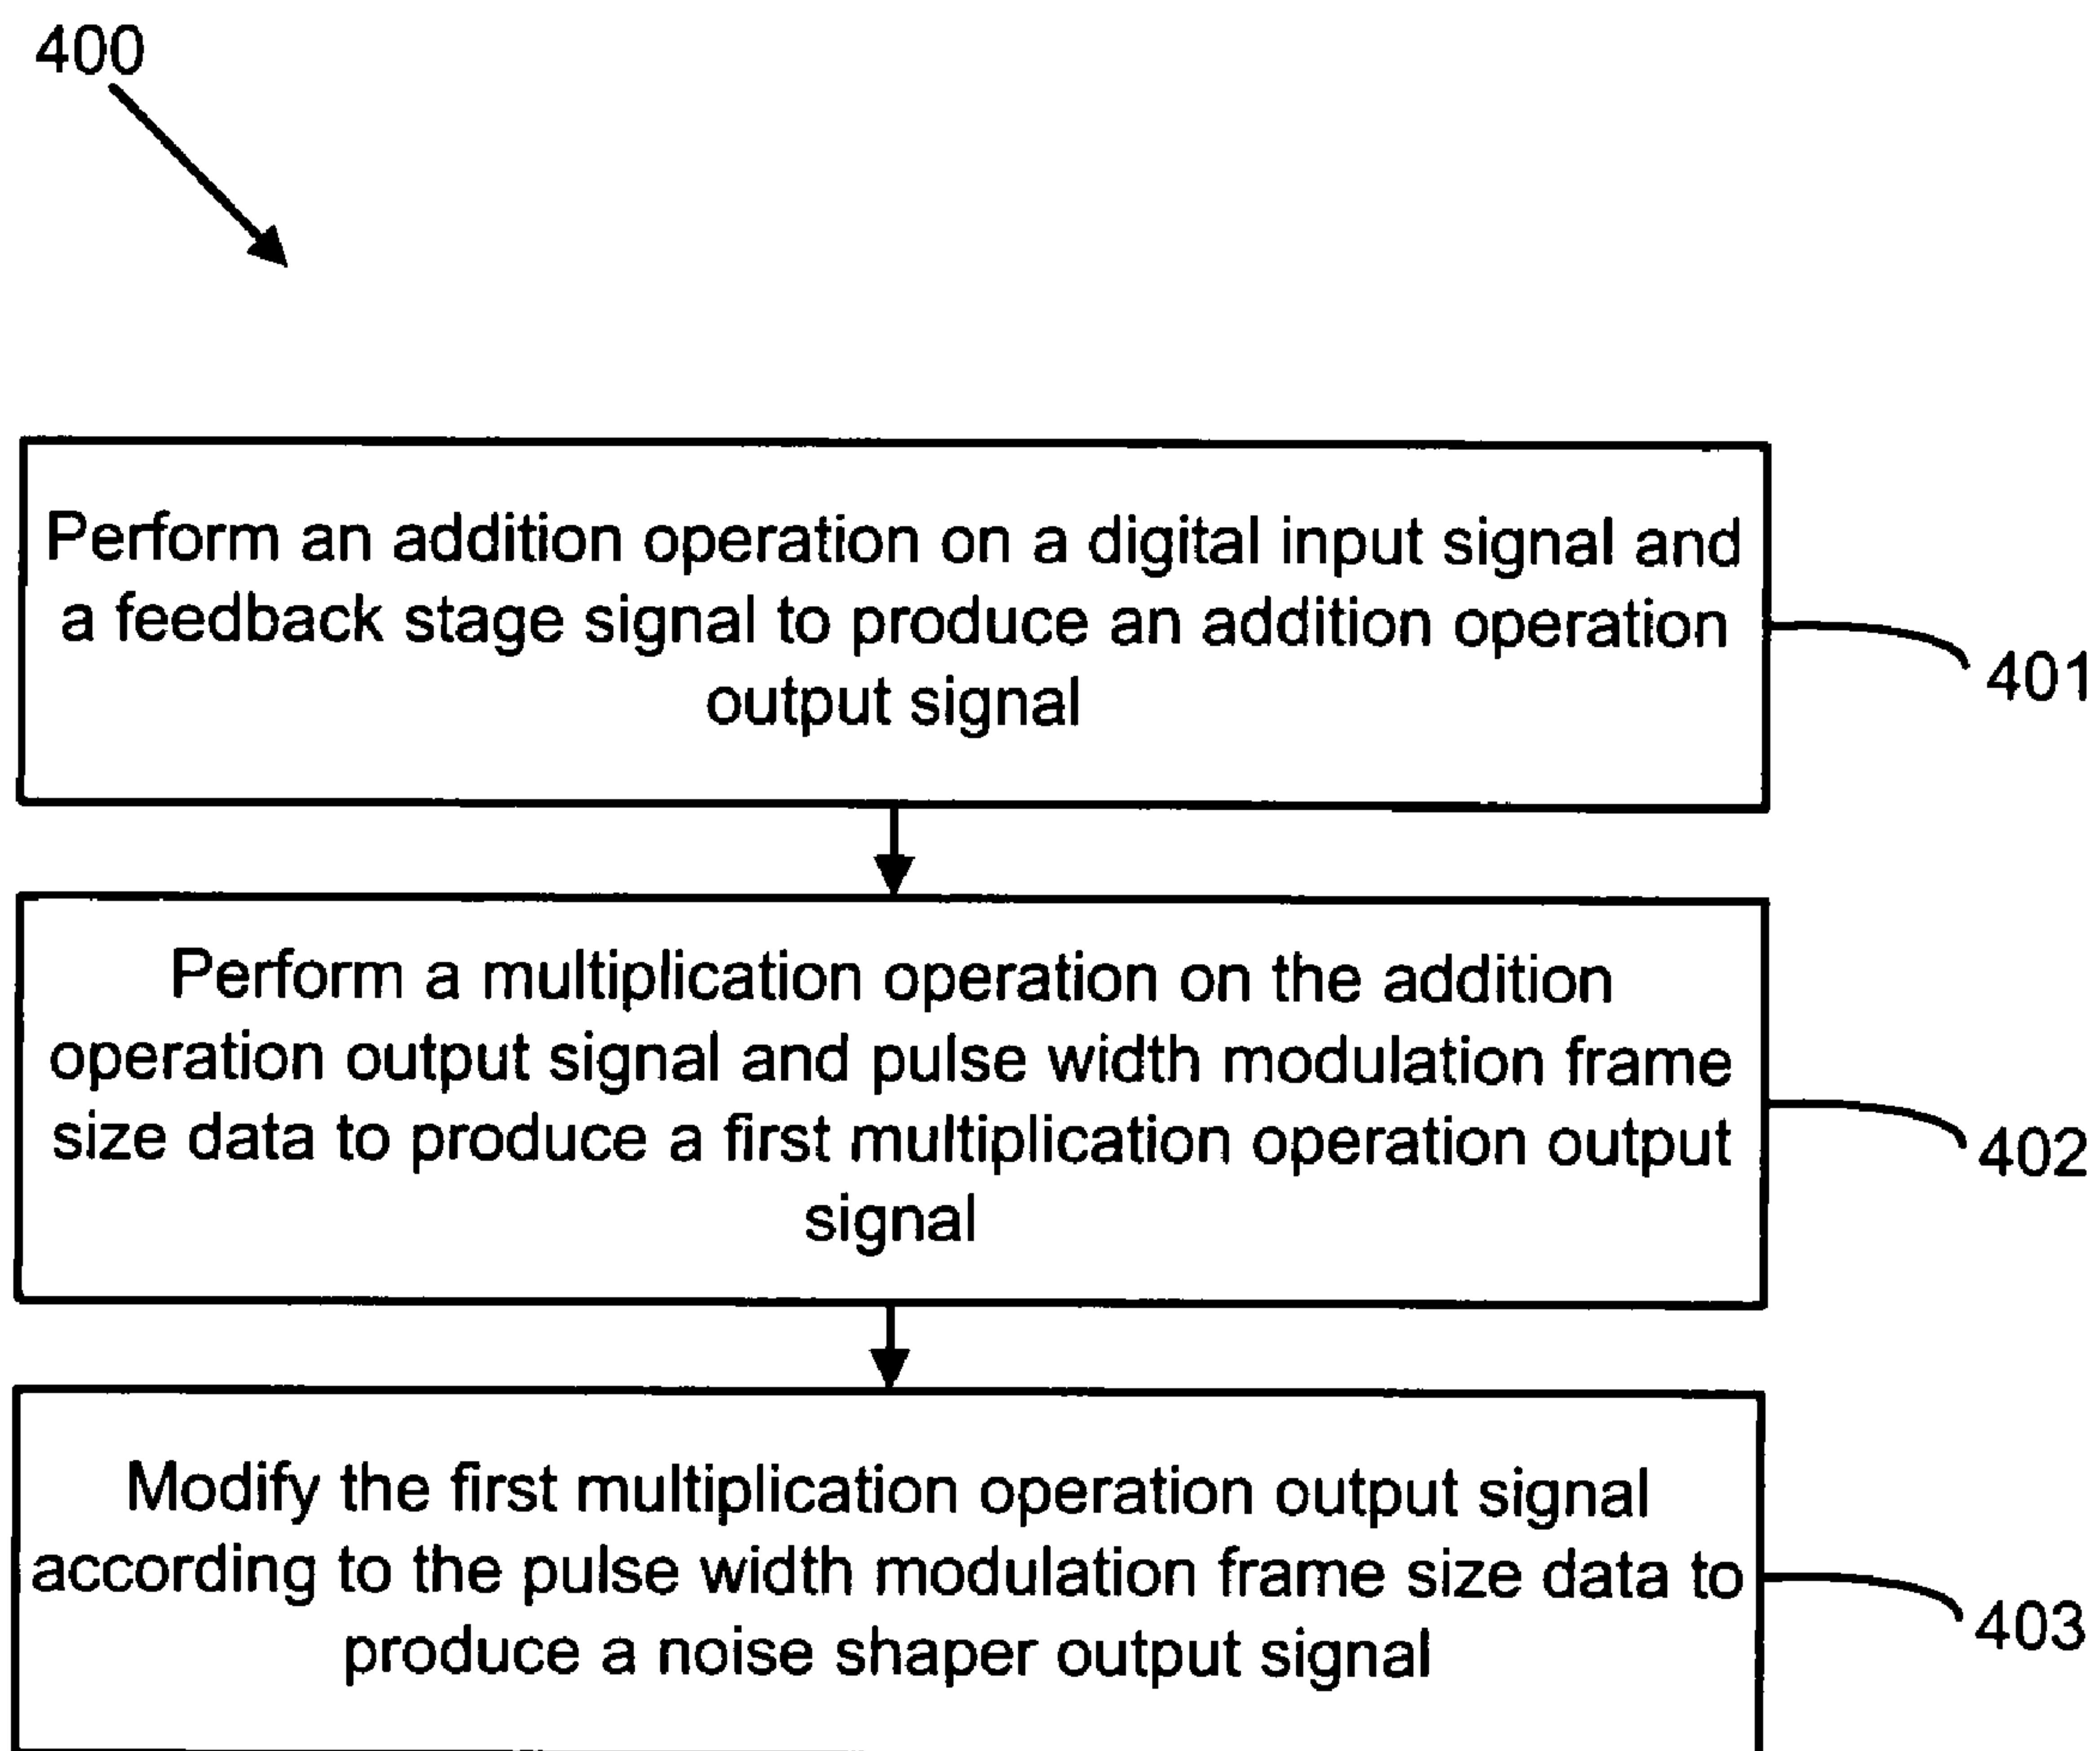 400
Perform an addition operation on a digital input signal and
a feedback stage signal to produce an addition operation
output signal
401
Perform a multiplication operation on the addition
operation output signal and pulse width modulation frame
size data to produce a first multiplication operation output
signal
402
Modify the first multiplication operation output signal
according to the pulse width modulation frame size data to
produce a noise shaper output signal
403